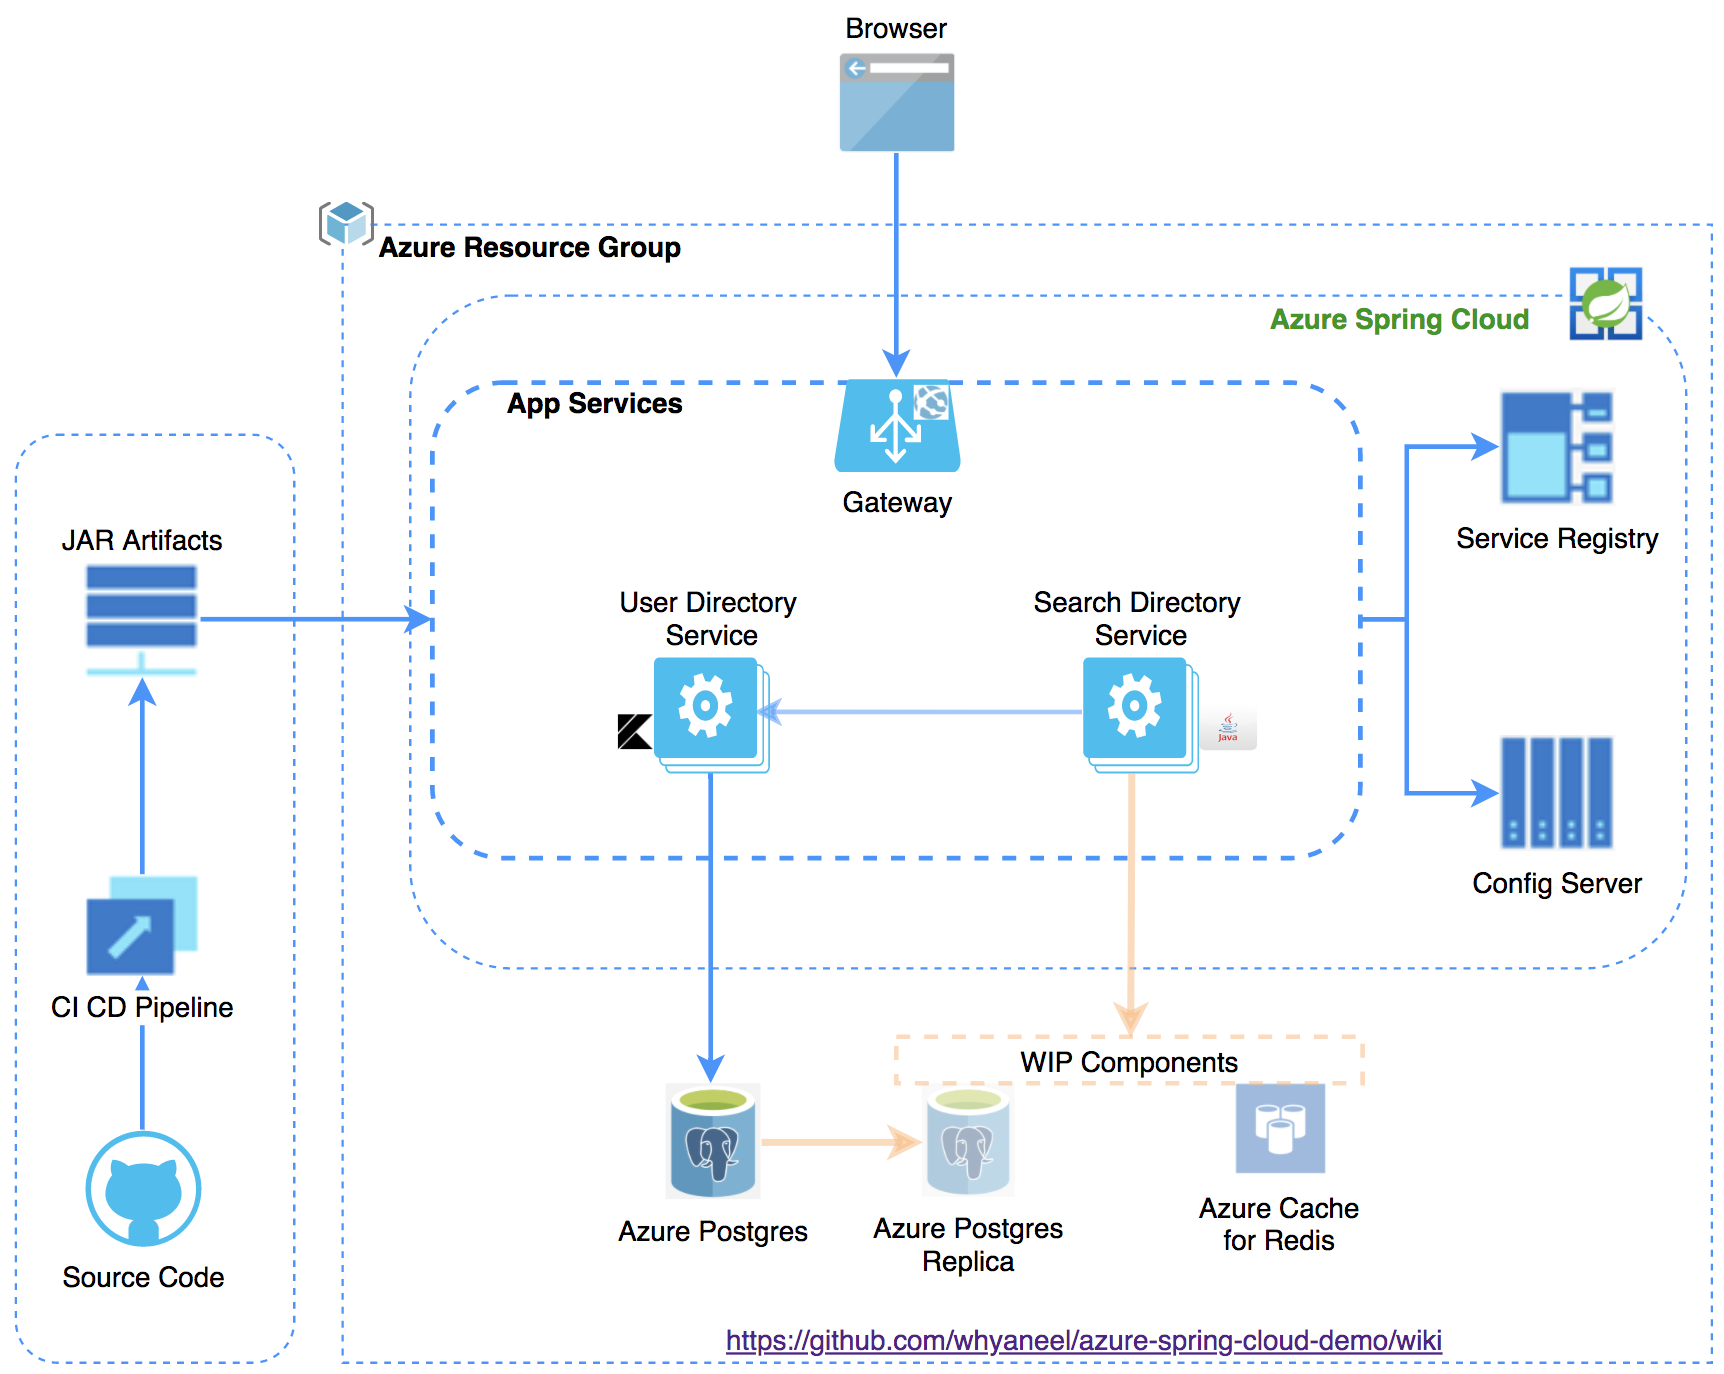 Browser
Azure Resource Group
Azure Spring Cloud
App Services
Gateway
JAR Artifacts
Service Registry
User Directory
Service
Search Directory
Service
Java
Config Server
CI CD Pipeline
WIP Components
Source Code
Azure Postgres
Azure Postgres
Replica
Azure Cache
for Redis
https://github.com/whyaneel/azure-spring-cloud-demo/wiki